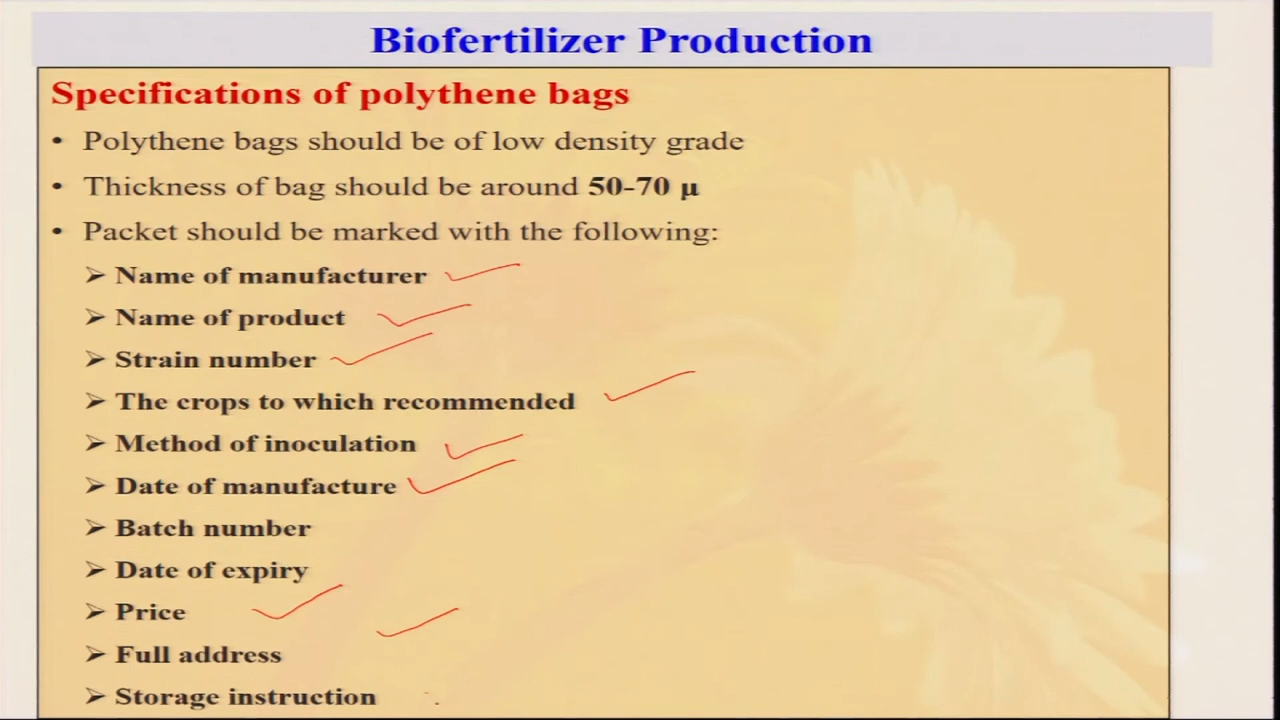 Biofertilizer Production
Specifications of polythene bags
• Polythene bags should be of low density grade
• Thickness of bag should be around 50-70 µ
• Packet should be marked with the following:
➢ Name of manufacturer
➢ Name of product
➢ Strain number
➢ The crops to which recommended
➢ Method of inoculation
➢ Date of manufacture
➢ Batch number
➢ Date of expiry
➢ Price
➢ Full address
➢ Storage instruction